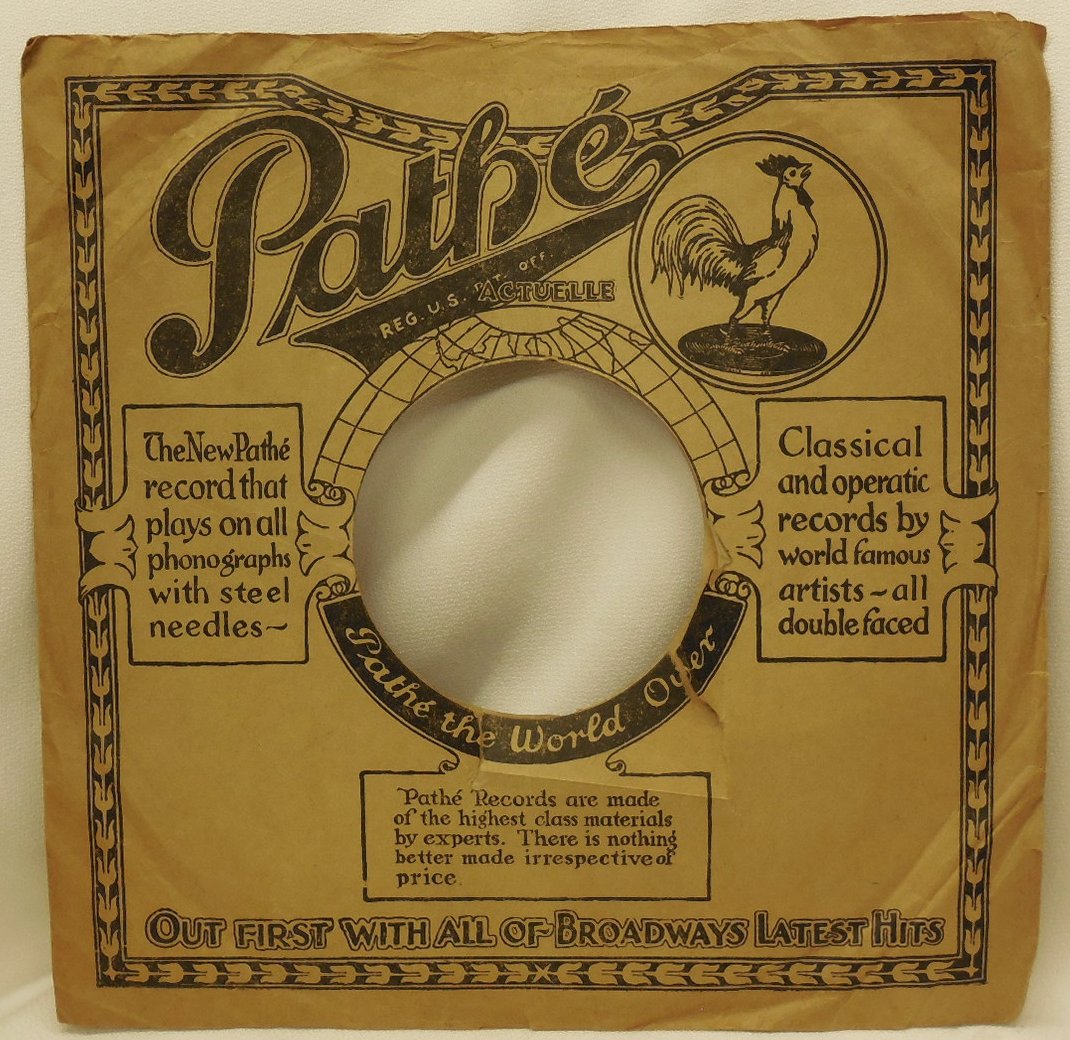 Pathé
REG. U.S. PAT. OFF.
ACTUELLE
The New Pathé
record that
plays on all
phonographs
with steel
needles~
Classical
and operatic
records by
world famous
artists ~ all
double faced
Pathé the World Over
Pathé Records are made
of the highest class materials
by experts. There is nothing
better made irrespective of
price.
OUT FIRST WITH ALL OF BROADWAYS LATEST HITS